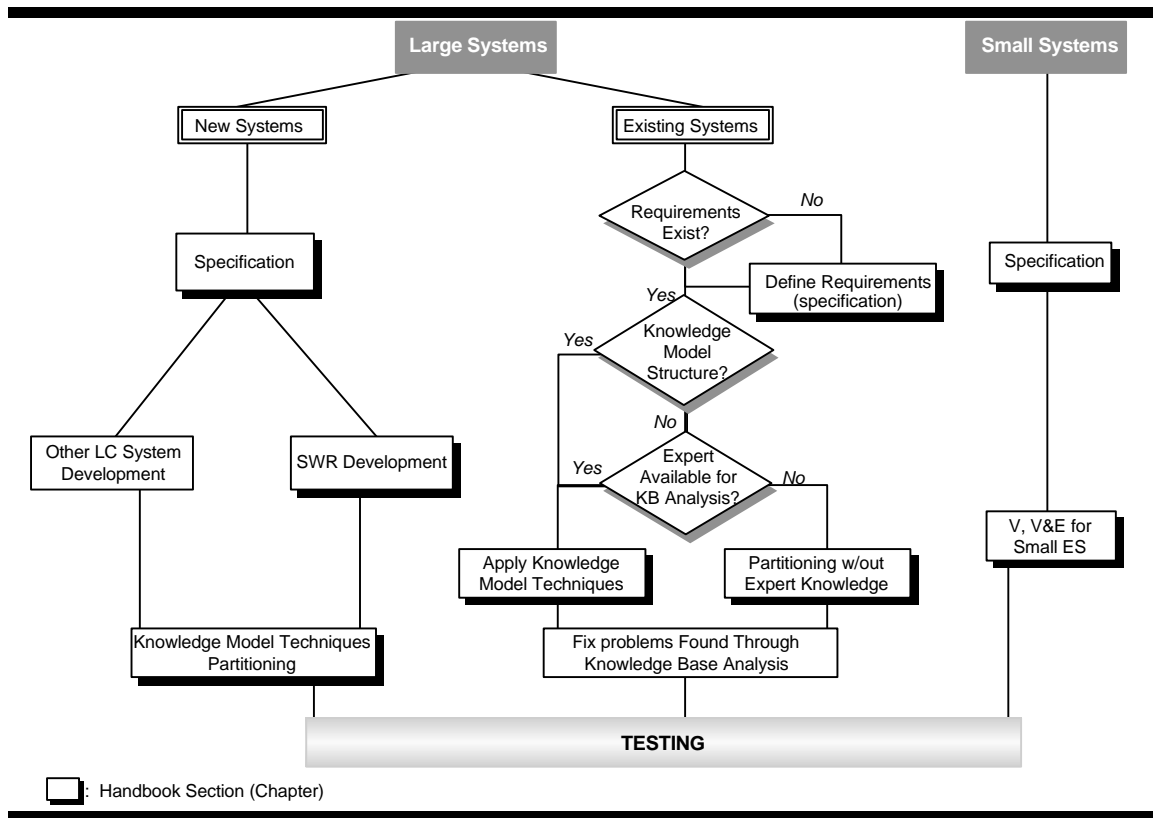 Large Systems
Small Systems
New Systems
Existing Systems
Requirements
Exist?
No
Specification
Define Requirements
(specification)
Specification
Yes
Knowledge
Model
Structure?
Yes
No
Other LC System
Development
SWR Development
Expert
Available for
KB Analysis?
Yes
No
V, V&E for
Small ES
Apply Knowledge
Model Techniques
Partitioning w/out
Expert Knowledge
Knowledge Model Techniques
Partitioning
Fix problems Found Through
Knowledge Base Analysis
TESTING
: Handbook Section (Chapter)